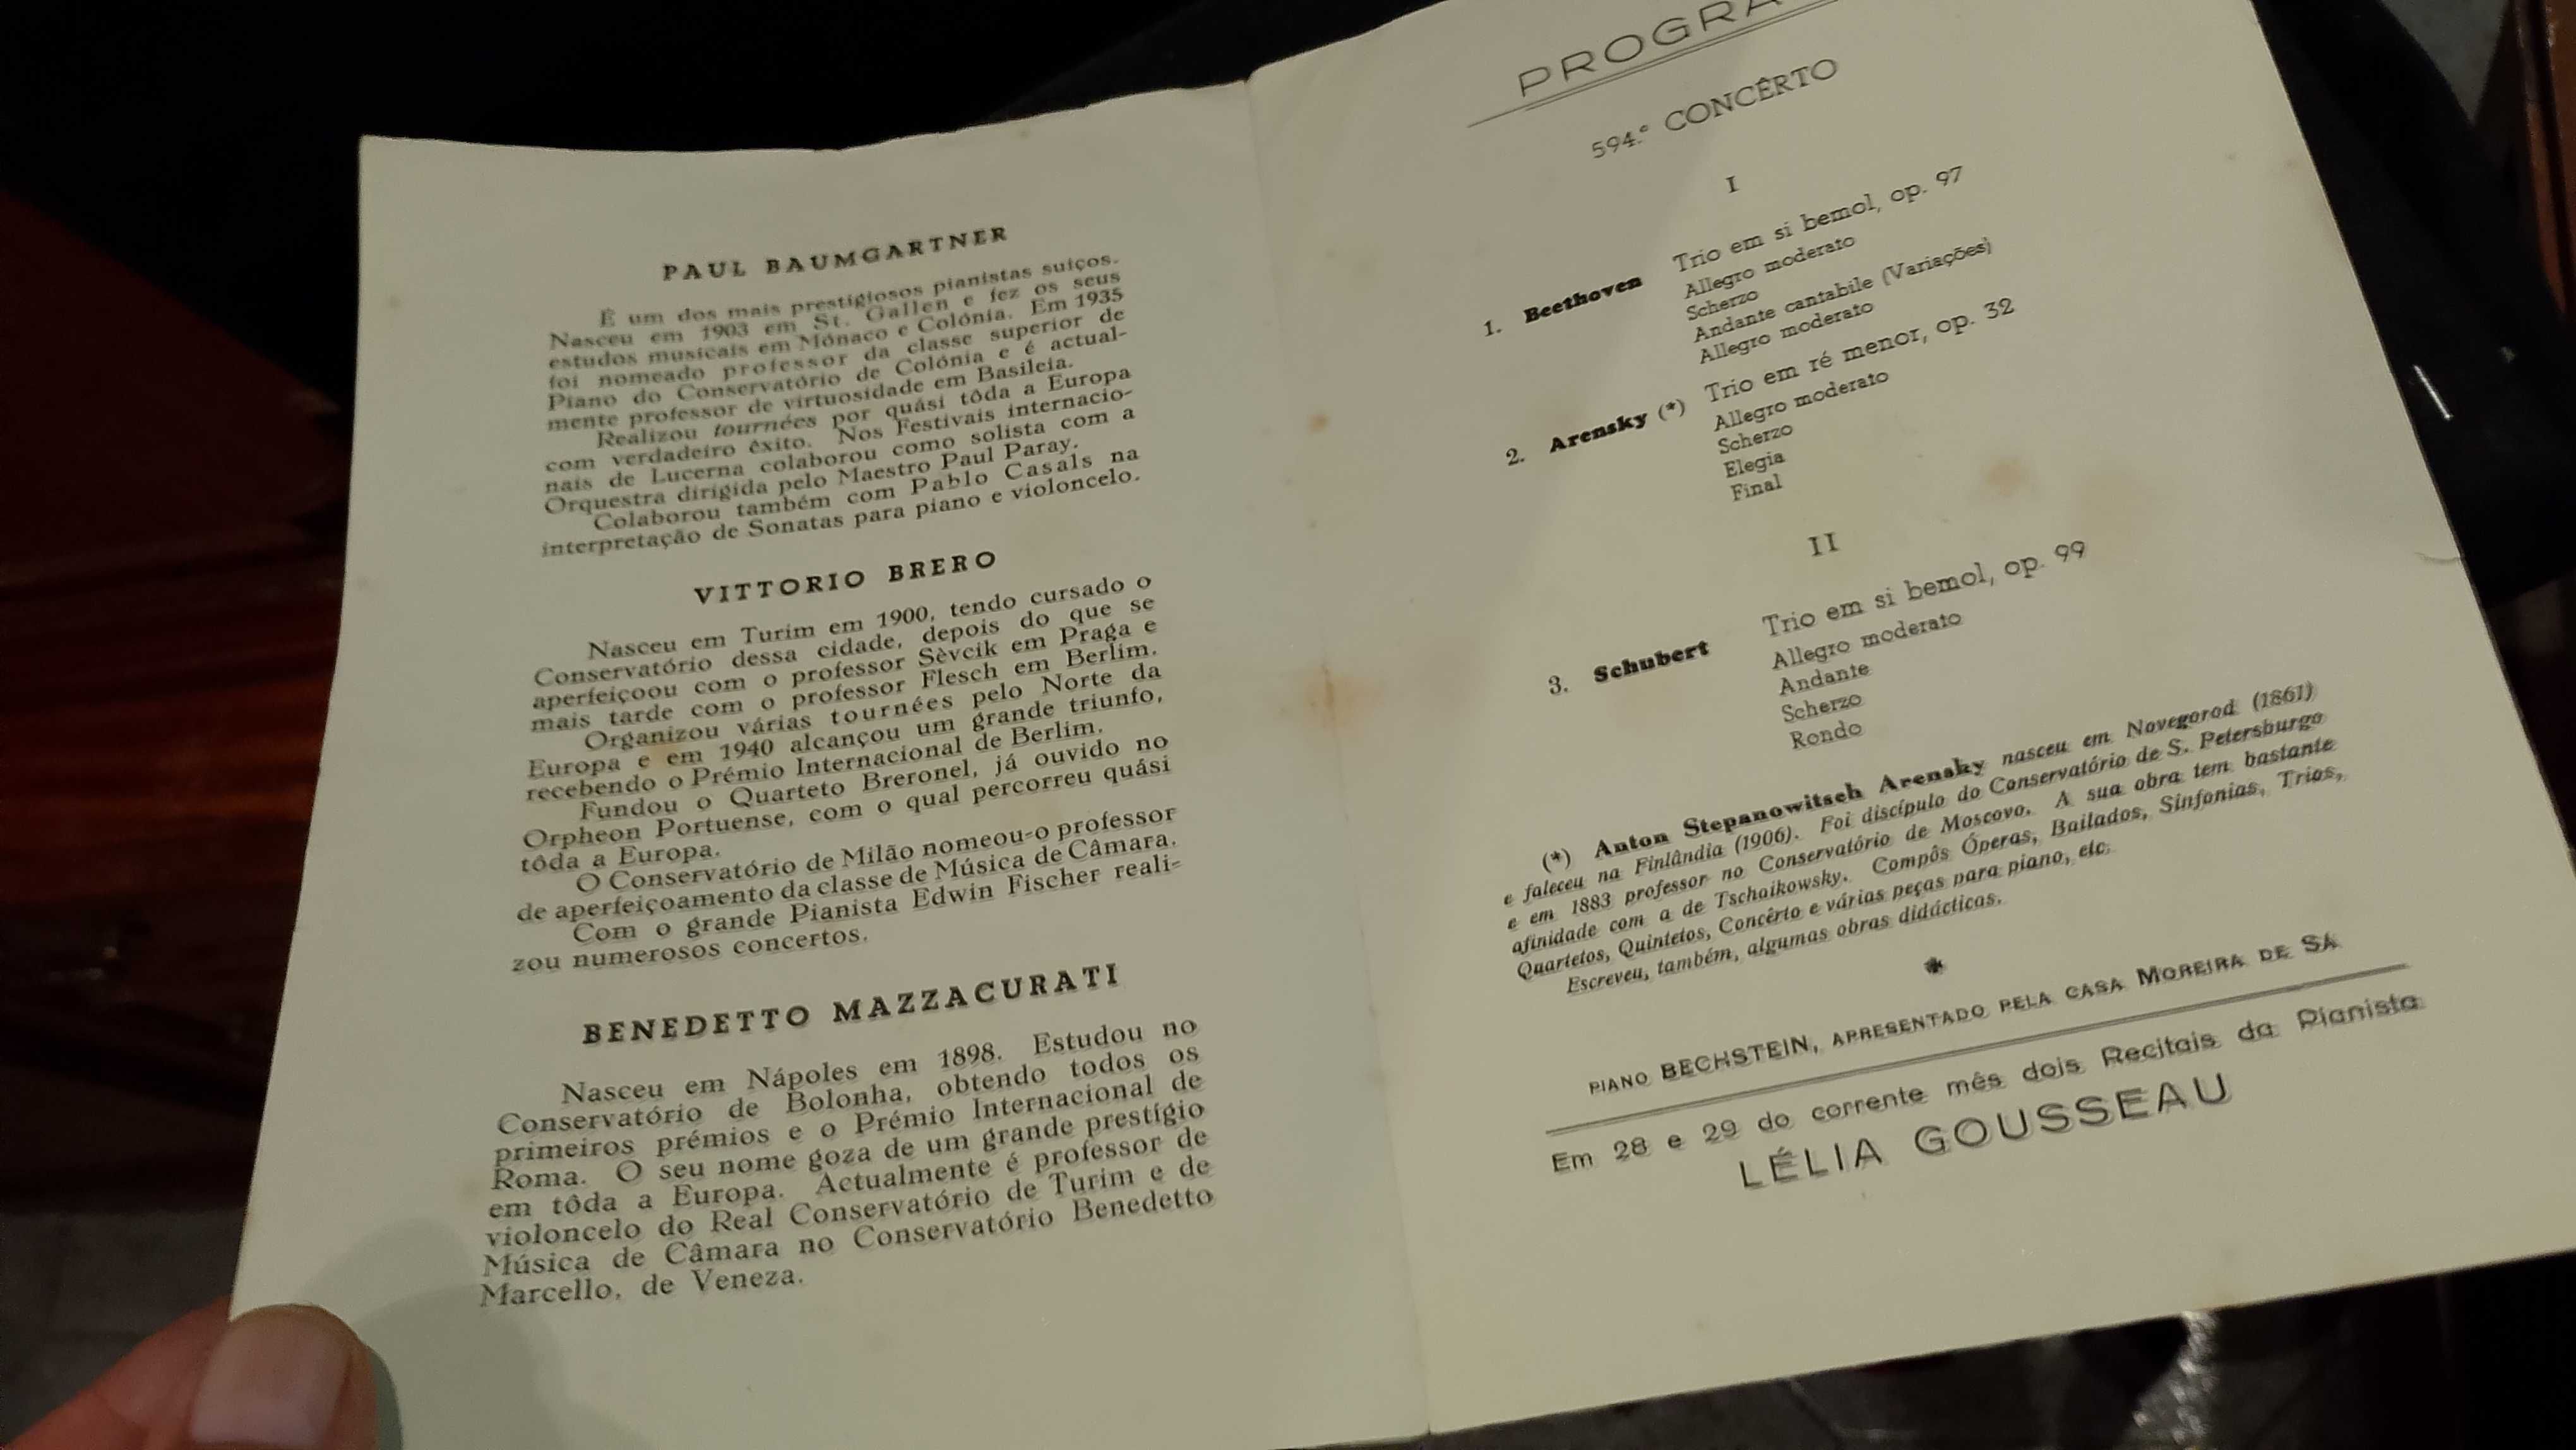 PAUL BAUMGARTNER
É um dos mais prestigiosos pianistas suiços.
Nasceu em 1903 em St. Gallen e fez os seus
estudos musicais em Mónaco e Colónia. Em 1935
foi nomeado professor da classe superior de
Piano do Conservatório de Colónia e é actual-
mente professor de virtuosidade em Basileia.
Realizou tournées por quási tôda a Europa
com verdadeiro êxito. Nos Festivais internacio-
nais de Lucerna colaborou como solista com a
Orquestra dirigida pelo Maestro Paul Paray.
Colaborou também com Pablo Casals na
interpretação de Sonatas para piano e violoncelo.
VITTORIO BRERO
Nasceu em Turim em 1900, tendo cursado o
Conservatório dessa cidade, depois do que se
aperfeiçoou com o professor Sèvcik em Praga e
mais tarde com o professor Flesch em Berlim.
Organizou várias tournées pelo Norte da
Europa e em 1940 alcançou um grande triunfo,
recebendo o Prémio Internacional de Berlim.
Fundou o Quarteto Breronel, já ouvido no
Orpheon Portuense, com o qual percorreu quási
tôda a Europa.
O Conservatório de Milão nomeou-o professor
de aperfeiçoamento da classe de Música de Câmara.
Com o grande Pianista Edwin Fischer reali-
zou numerosos concertos.
BENEDETTO MAZZACURATI
Nasceu em Nápoles em 1898. Estudou no
Conservatório de Bolonha, obtendo todos os
primeiros prémios e o Prémio Internacional de
Roma. O seu nome goza de um grande prestígio
em tôda a Europa. Actualmente é professor de
violoncelo do Real Conservatório de Turim e de
Música de Câmara no Conservatório Benedetto
Marcello, de Veneza.
PROGRA
594.º CONCÊRTO
I
1. Beethoven Trio em si bemol, op. 97
Allegro moderato
Scherzo
Andante cantabile (Variações)
Allegro moderato
2. Arensky (*) Trio em ré menor, op. 32
Allegro moderato
Scherzo
Elegia
Final
II
3. Schubert Trio em si bemol, op. 99
Allegro moderato
Andante
Scherzo
Rondo
(*) Anton Stepanowitsch Arensky nasceu em Novegorod (1861)
e faleceu na Finlândia (1906). Foi discípulo do Conservatório de S. Petersburgo
e em 1883 professor no Conservatório de Moscovo. A sua obra tem bastante
afinidade com a de Tschaikowsky. Compôs Óperas, Bailados, Sinfonias, Trios,
Quartetos, Quintetos, Concêrto e várias peças para piano, etc.
Escreveu, também, algumas obras didácticas.
PIANO BECHSTEIN, APRESENTADO PELA CASA MOREIRA DE SÁ
Em 28 e 29 do corrente mês dois Recitais da Pianista
LÉLIA GOUSSEAU